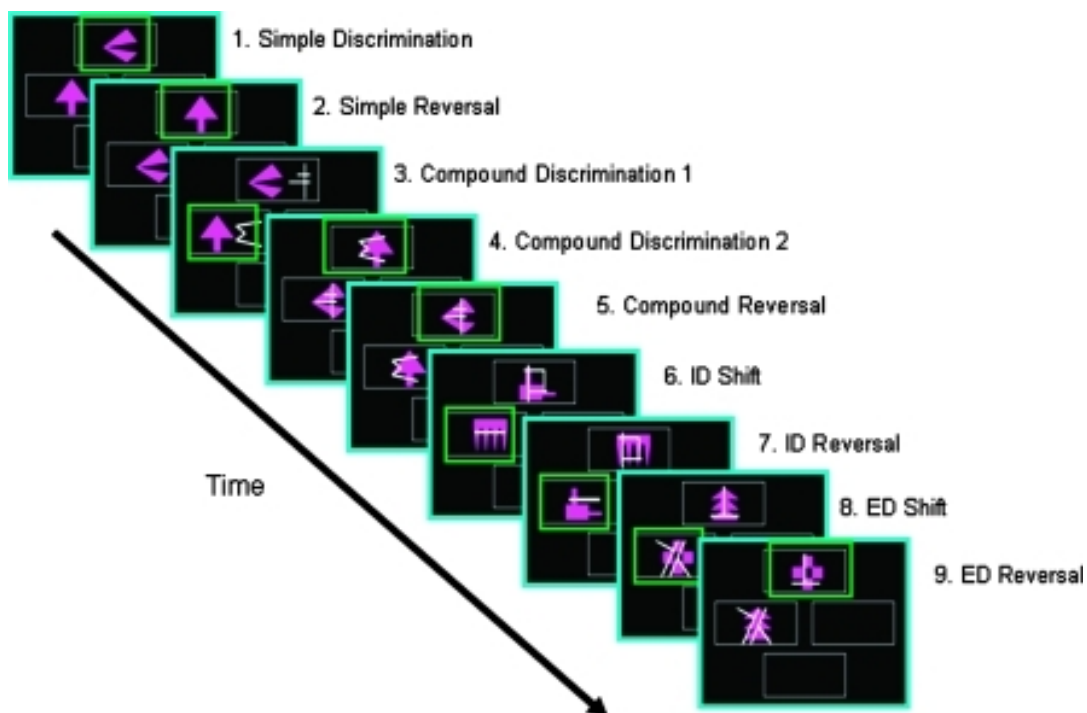 1. Simple Discrimination
2. Simple Reversal
3. Compound Discrimination 1
4. Compound Discrimination 2
5. Compound Reversal
6. ID Shift
7. ID Reversal
Time
8. ED Shift
9. ED Reversal